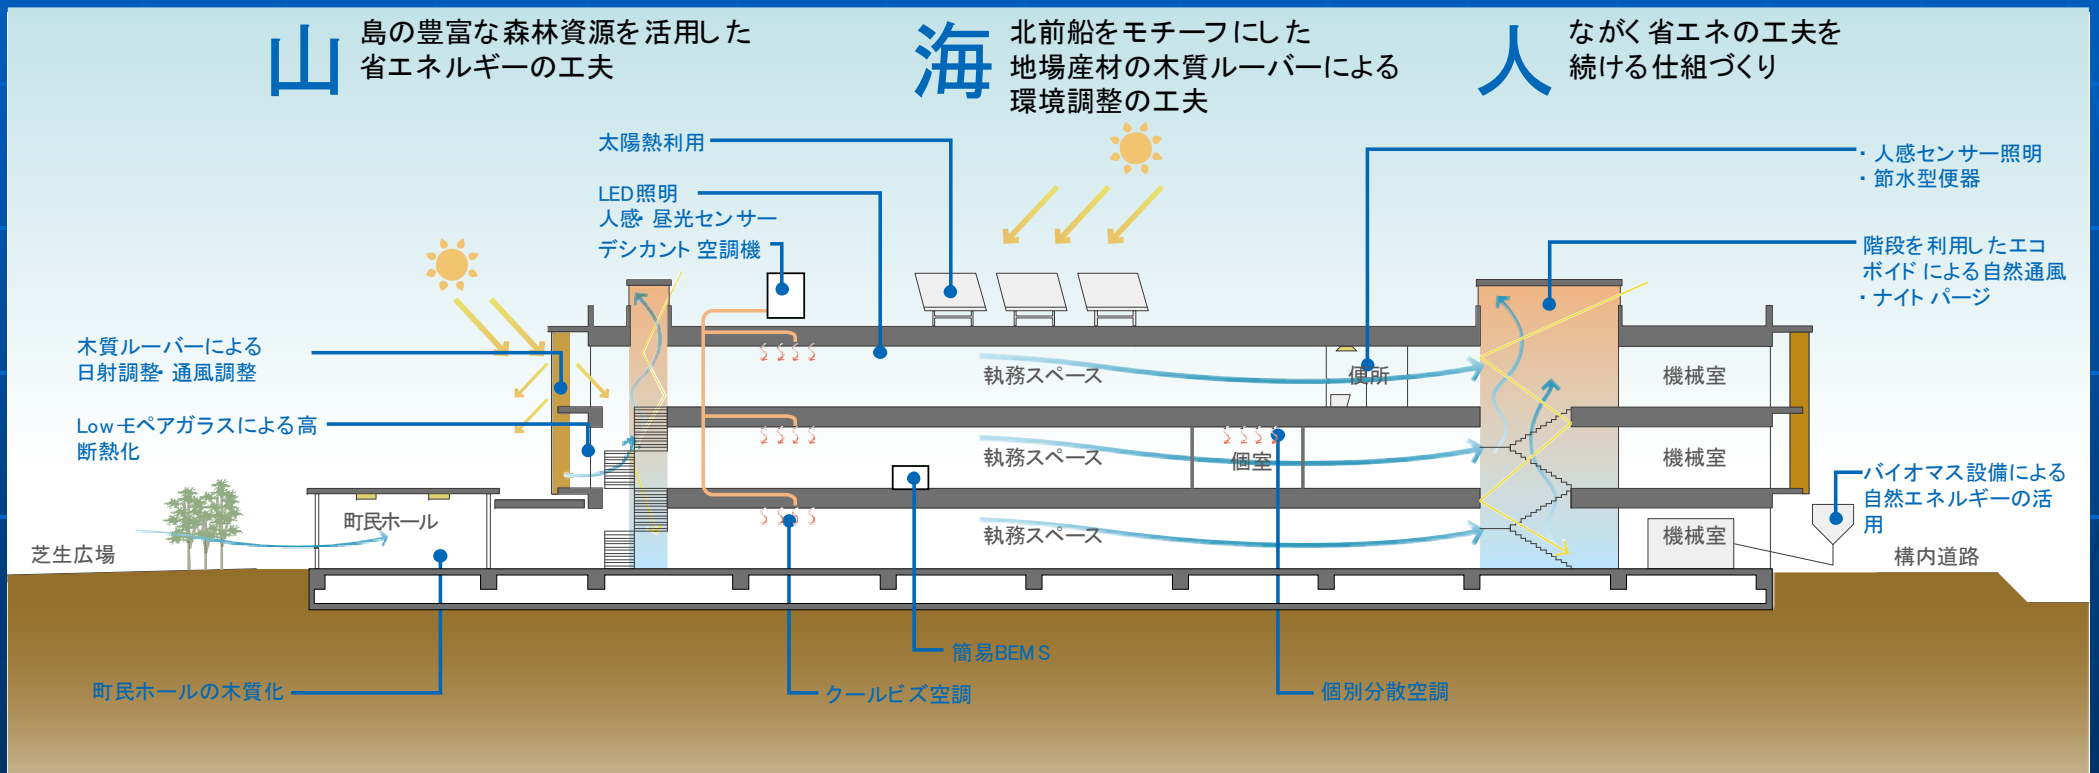 山
島の豊富な森林資源を活用した
省エネルギーの工夫
海
北前船をモチーフにした
地場産材の木質ルーバーによる
環境調整の工夫
人
ながく省エネの工夫を
続ける仕組づくり
太陽熱利用
LED照明
人感・昼光センサー
デシカント空調機
・人感センサー照明
・節水型便器
階段を利用したエコ
ボイドによる自然通風
・ナイトパージ
木質ルーバーによる
日射調整・通風調整
Low-Eペアガラスによる高
断熱化
執務スペース
便所
機械室
執務スペース
個室
機械室
バイオマス設備による
自然エネルギーの活
用
町民ホール
執務スペース
機械室
芝生広場
構内道路
簡易BEMS
町民ホールの木質化
クールビズ空調
個別分散空調